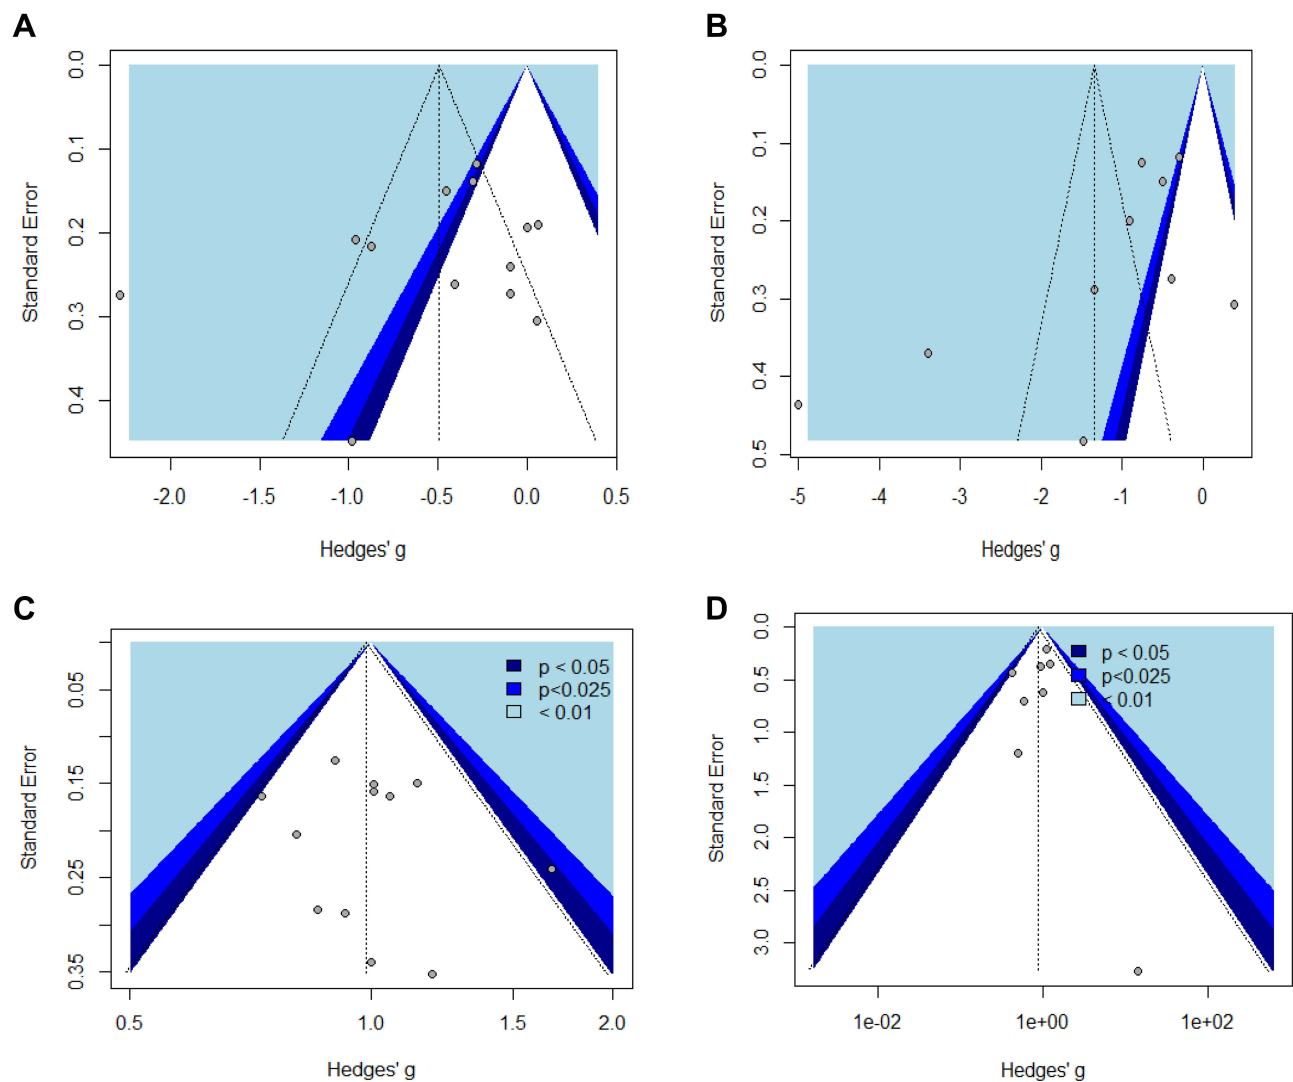 A
0.0
0.1
0.2
0.3
0.4
Standard Error
-2.0 -1.5 -1.0 -0.5 0.0 0.5
Hedges' g
B
0.0
0.1
0.2
0.3
0.4
0.5
Standard Error
-5 -4 -3 -2 -1 0
Hedges' g
C
p < 0.05
p<0.025
< 0.01
0.05
0.15
0.25
0.35
Standard Error
0.5 1.0 1.5 2.0
Hedges' g
D
p < 0.05
p<0.025
< 0.01
0.0
0.5
1.0
1.5
2.0
2.5
3.0
Standard Error
1e-02 1e+00 1e+02
Hedges' g